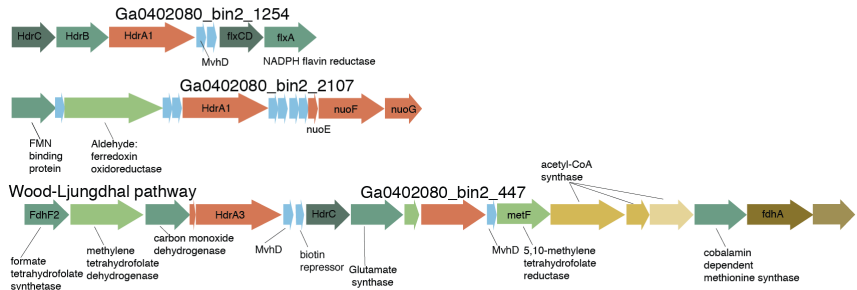 Ga0402080_bin2_1254
HdrC HdrB HdrA1 flxCD flxA
MvhD NADPH flavin reductase
Ga0402080_bin2_2107
HdrA1 nuoF nuoG
nuoE
FMN
binding
protein
Aldehyde:
ferredoxin
oxidoreductase
acetyl-CoA
synthase
Wood-Ljungdhal pathway Ga0402080_bin2_447
FdhF2 HdrA3 HdrC metF fdhA
formate
tetrahydrofolate
synthetase
methylene
tetrahydrofolate
dehydrogenase
carbon monoxide
dehydrogenase
MvhD
biotin
repressor
Glutamate
synthase
MvhD
5,10-methylene
tetrahydrofolate
reductase
cobalamin
dependent
methionine synthase